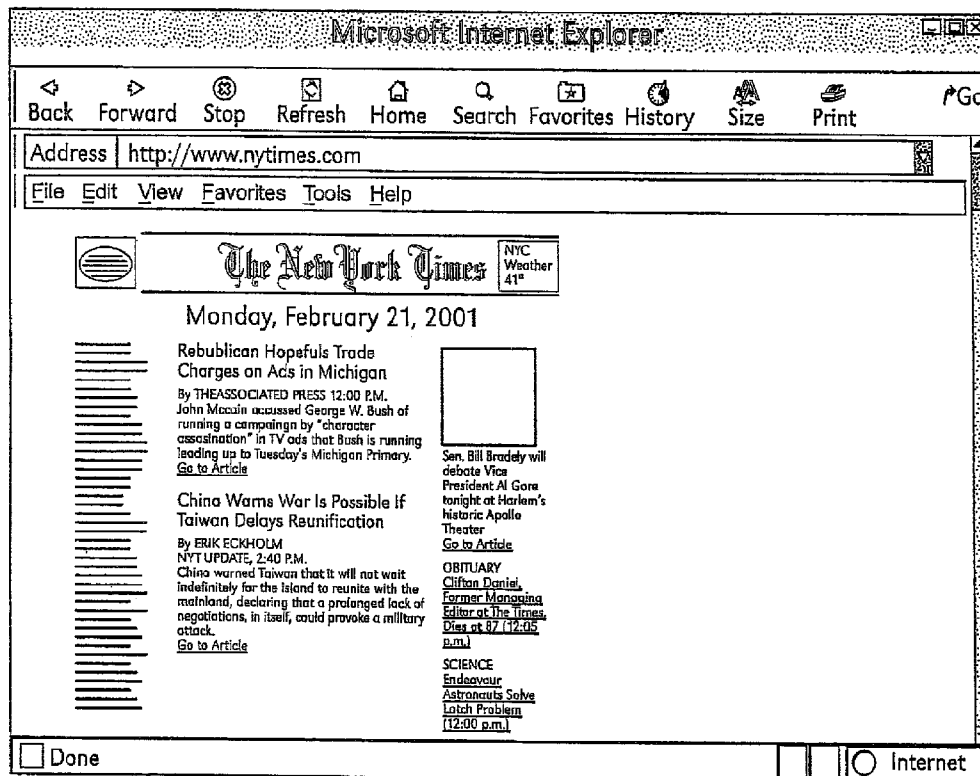 Microsoft Internet Explorer
Back Forward Stop Refresh Home Search Favorites History Size Print Go
Address http://www.nytimes.com
File Edit View Favorites Tools Help
The New York Times
NYC
Weather
41°
Monday, February 21, 2001
Rebublican Hopefuls Trade
Charges on Ads in Michigan
By THEASSOCIATED PRESS 12:00 P.M.
John Mccain accussed George W. Bush of
running a compaingn by "character
assasination" in TV ads that Bush is running
leading up to Tuesday's Michigan Primary.
Go to Article
China Warns War Is Possible If
Taiwan Delays Reunification
By ERIK ECKHOLM
NYT UPDATE, 2:40 P.M.
China warned Taiwan that it will not wait
indefinitely for the island to reunite with the
mainland, declaring that a prolonged lack of
negotiations, in itself, could provoke a military
attack.
Go to Article
Sen. Bill Bradely will
debate Vice
President Al Gore
tonight at Harlem's
historic Apollo
Theater
Go to Article
OBITUARY
Clifton Daniel,
Former Managing
Editor at The Times,
Dies at 87 (12:05
p.m.)
SCIENCE
Endeavour
Astronauts Solve
Latch Problem
(12:00 p.m.)
Done
Internet